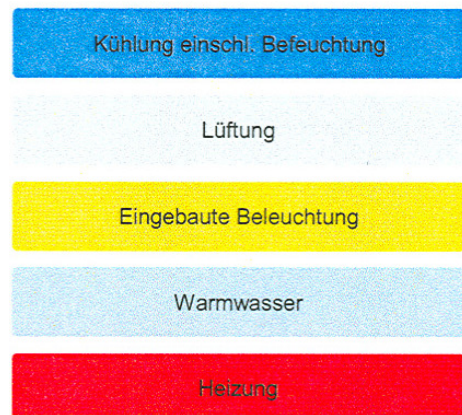 Kühlung einschl. Befeuchtung
Lüftung
Eingebaute Beleuchtung
Warmwasser
Heizung